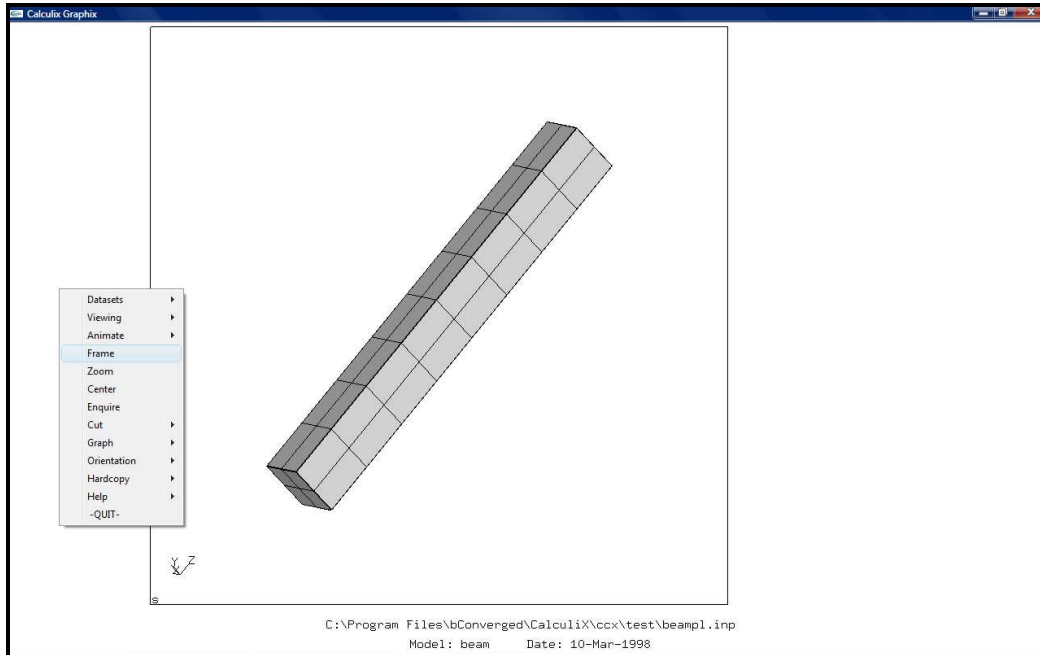 Calculix Graphix
Datasets
Viewing
Animate
Frame
Zoom
Center
Enquire
Cut
Graph
Orientation
Hardcopy
Help
-QUIT-
Y Z
X
s
C:\Program Files\bConverged\CalculiX\ccx\test\beampl.inp
Model: beam Date: 10-Mar-1998